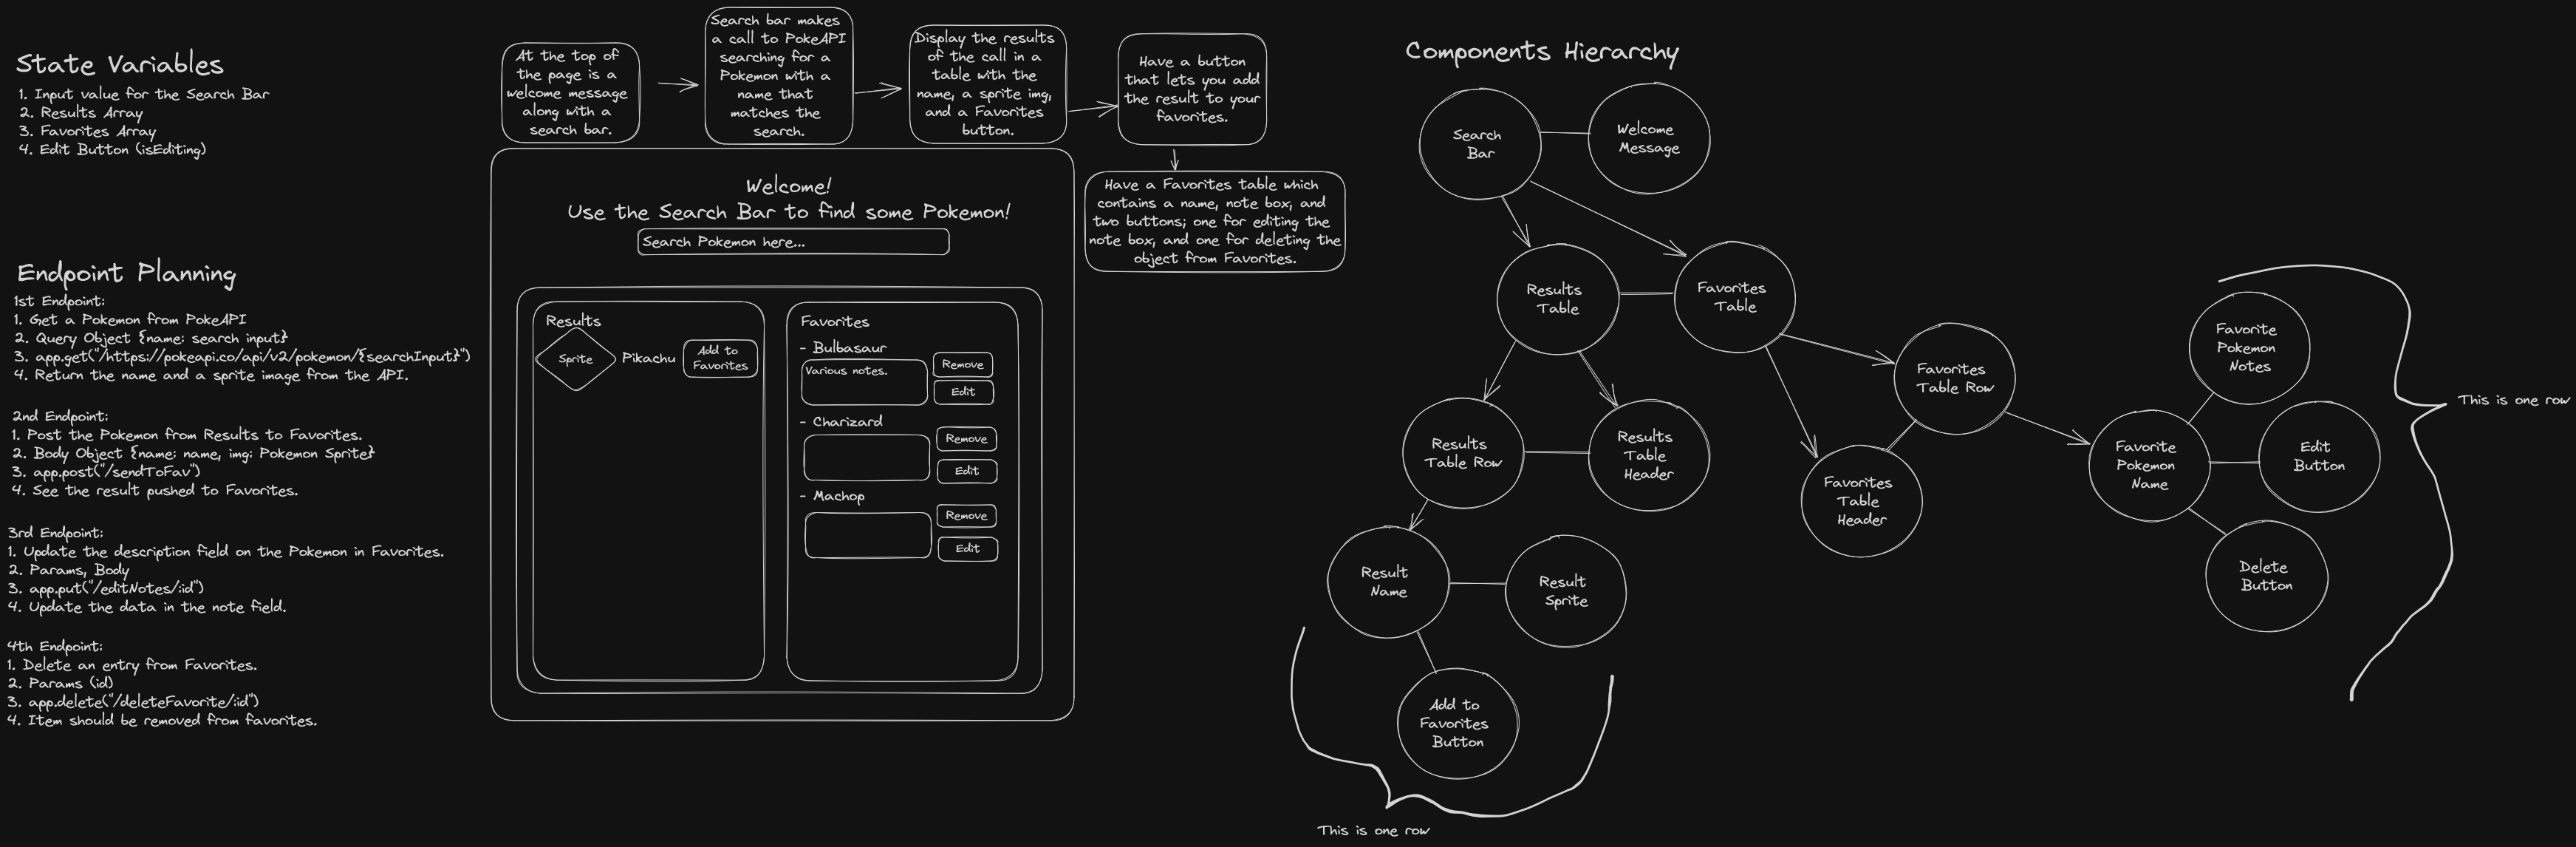 State Variables
1. Input value for the Search Bar
2. Results Array
3. Favorites Array
4. Edit Button (isEditing)
Endpoint Planning
1st Endpoint:
1. Get a Pokemon from PokeAPI
2. Query Object {name: search input}
3. app.get("/https://pokeapi.co/api/v2/pokemon/{searchInput}")
4. Return the name and a sprite image from the API.
2nd Endpoint:
1. Post the Pokemon from Results to Favorites.
2. Body Object {name: name, img: Pokemon Sprite}
3. app.post("/sendToFav")
4. See the result pushed to Favorites.
3rd Endpoint:
1. Update the description field on the Pokemon in Favorites.
2. Params, Body
3. app.put("/editNotes/:id")
4. Update the data in the note field.
4th Endpoint:
1. Delete an entry from Favorites.
2. Params (id)
3. app.delete("/deleteFavorite/:id")
4. Item should be removed from favorites.
At the top of
the page is a
welcome message
along with a
search bar.
Search bar makes
a call to PokeAPI
searching for a
Pokemon with a
name that
matches the
search.
Display the results
of the call in a
table with the
name, a sprite img,
and a Favorites
button.
Have a button
that lets you add
the result to your
favorites.
Have a Favorites table which
contains a name, note box, and
two buttons; one for editing the
note box, and one for deleting the
object from Favorites.
Welcome!
Use the Search Bar to find some Pokemon!
Search Pokemon here...
Results
Sprite
Pikachu
Add to
Favorites
Favorites
- Bulbasaur
Various notes.
Remove
Edit
- Charizard
Remove
Edit
- Machop
Remove
Edit
Components Hierarchy
Search
Bar
Welcome
Message
Results
Table
Favorites
Table
Results
Table Row
Results
Table
Header
Result
Name
Result
Sprite
Add to
Favorites
Button
This is one row
Favorites
Table Row
Favorites
Table
Header
Favorite
Pokemon
Name
Favorite
Pokemon
Notes
Edit
Button
Delete
Button
This is one row